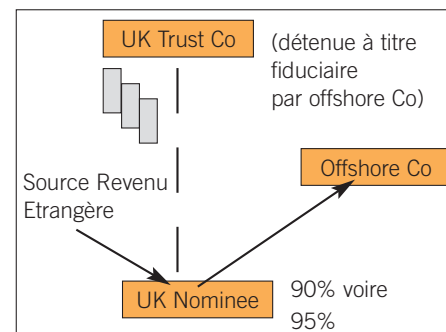 UK Trust Co
(détenue à titre
fiduciaire
par offshore Co)
Offshore Co
Source Revenu
Etrangère
UK Nominee
90% voire
95%